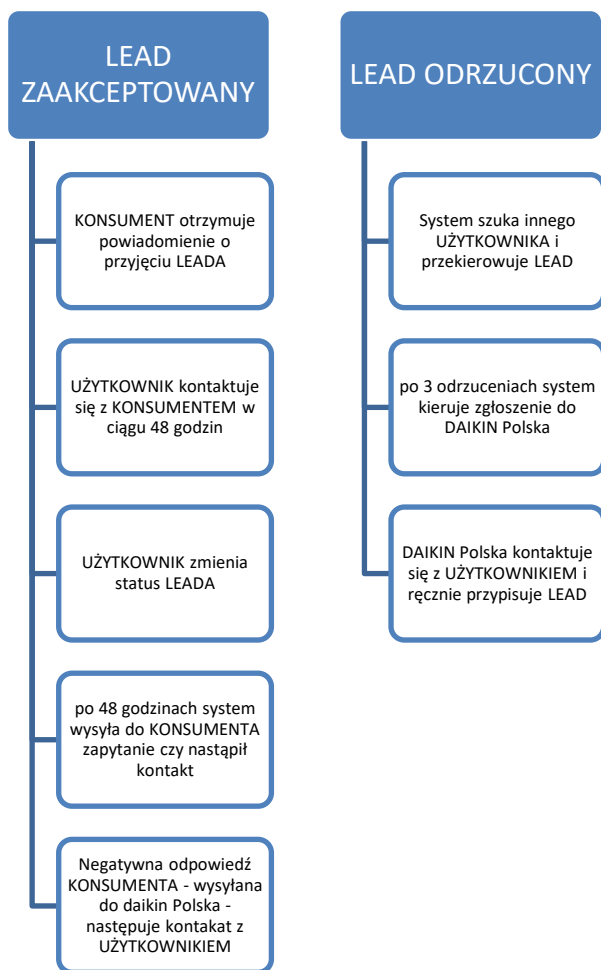 LEAD
ZAAKCEPTOWANY
KONSUMENT otrzymuje
powiadomienie o
przyjęciu LEADA
UŻYTKOWNIK kontaktuje
się z KONSUMENTEM w
ciągu 48 godzin
UŻYTKOWNIK zmienia
status LEADA
po 48 godzinach system
wysyła do KONSUMENTA
zapytanie czy nastąpił
kontakt
Negatywna odpowiedź
KONSUMENTA - wysyłana
do daikin Polska -
następuje kontakat z
UŻYTKOWNIKIEM
LEAD ODRZUCONY
System szuka innego
UŻYTKOWNIKA i
przekierowuje LEAD
po 3 odrzuceniach system
kieruje zgłoszenie do
DAIKIN Polska
DAIKIN Polska kontaktuje
się z UŻYTKOWNIKIEM i
ręcznie przypisuje LEAD